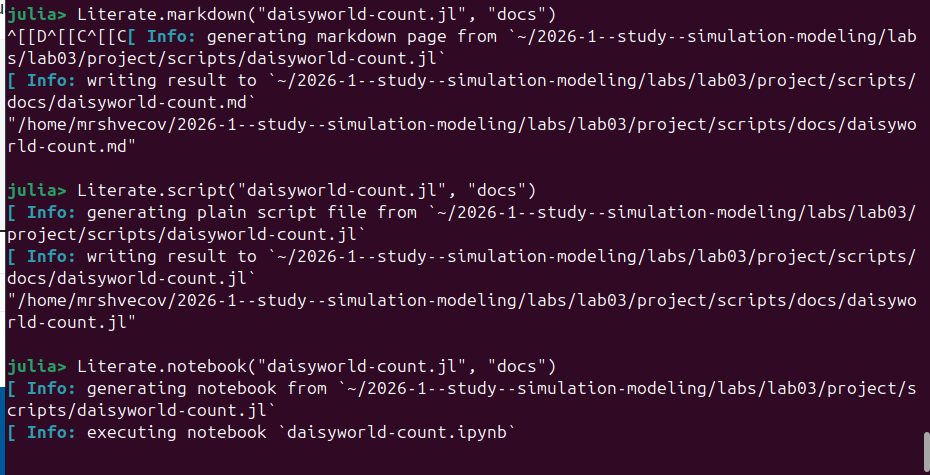 julia> Literate.markdown("daisyworld-count.jl", "docs")
^[[D^[[C^[[C[ Info: generating markdown page from `~/2026-1--study--simulation-modeling/lab
s/lab03/project/scripts/daisyworld-count.jl`
[ Info: writing result to `~/2026-1--study--simulation-modeling/labs/lab03/project/scripts/
docs/daisyworld-count.md`
"/home/mrshvecov/2026-1--study--simulation-modeling/labs/lab03/project/scripts/docs/daisywo
rld-count.md"
julia> Literate.script("daisyworld-count.jl", "docs")
[ Info: generating plain script file from `~/2026-1--study--simulation-modeling/labs/lab03/
project/scripts/daisyworld-count.jl`
[ Info: writing result to `~/2026-1--study--simulation-modeling/labs/lab03/project/scripts/
docs/daisyworld-count.jl`
"/home/mrshvecov/2026-1--study--simulation-modeling/labs/lab03/project/scripts/docs/daisywo
rld-count.jl"
julia> Literate.notebook("daisyworld-count.jl", "docs")
[ Info: generating notebook from `~/2026-1--study--simulation-modeling/labs/lab03/project/s
cripts/daisyworld-count.jl`
[ Info: executing notebook `daisyworld-count.ipynb`